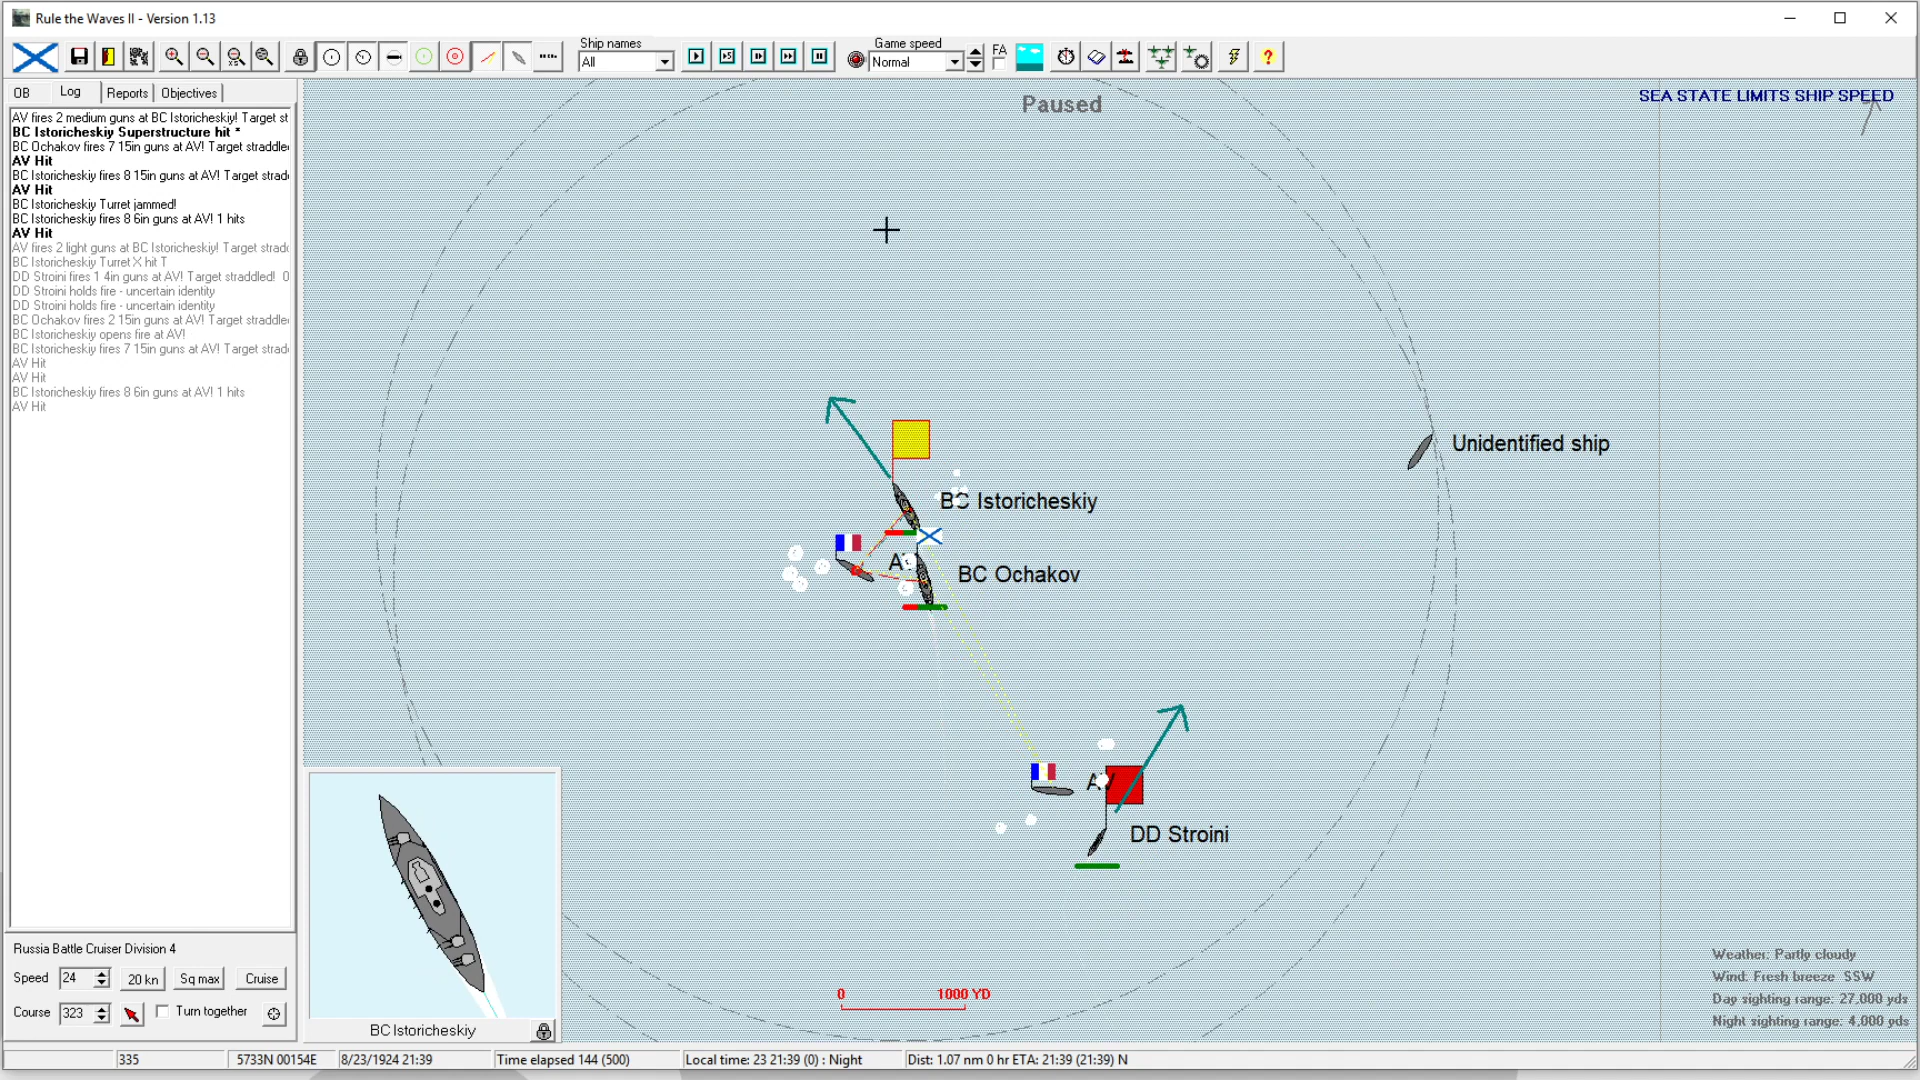 Rule the Waves II - Version 1.13
Ship names
All
Game speed
Normal
FA
OB
Log
Reports
Objectives
AV fires 2 medium guns at BC Istoricheskiy! Target st
BC Istoricheskiy Superstructure hit *
BC Ochakov fires 7 15in guns at AV! Target straddle
AV Hit
BC Istoricheskiy fires 8 15in guns at AV! Target strad
AV Hit
BC Istoricheskiy Turret jammed!
BC Istoricheskiy fires 8 6in guns at AV! 1 hits
AV Hit
AV fires 2 light guns at BC Istoricheskiy! Target stradd
BC Istoricheskiy Turret X hit T
DD Stroini fires 1 4in guns at AV! Target straddled! 0
DD Stroini holds fire - uncertain identity
DD Stroini holds fire - uncertain identity
BC Ochakov fires 2 15in guns at AV! Target straddle
BC Istoricheskiy opens fire at AV!
BC Istoricheskiy fires 7 15in guns at AV! Target strad
AV Hit
AV Hit
BC Istoricheskiy fires 8 6in guns at AV! 1 hits
AV Hit
Paused
SEA STATE LIMITS SHIP SPEED
Unidentified ship
BC Istoricheskiy
BC Ochakov
AV
DD Stroini
0 1000 YD
Weather: Partly cloudy
Wind: Fresh breeze SSW
Day sighting range: 27,000 yds
Night sighting range: 4,000 yds
BC Istoricheskiy
Russia Battle Cruiser Division 4
Speed 24 20 kn Sq max Cruise
Course 323 Turn together
335
5733N 00154E
8/23/1924 21:39
Time elapsed 144 (500)
Local time: 23 21:39 (0) : Night
Dist: 1.07 nm 0 hr ETA: 21:39 (21:39) N